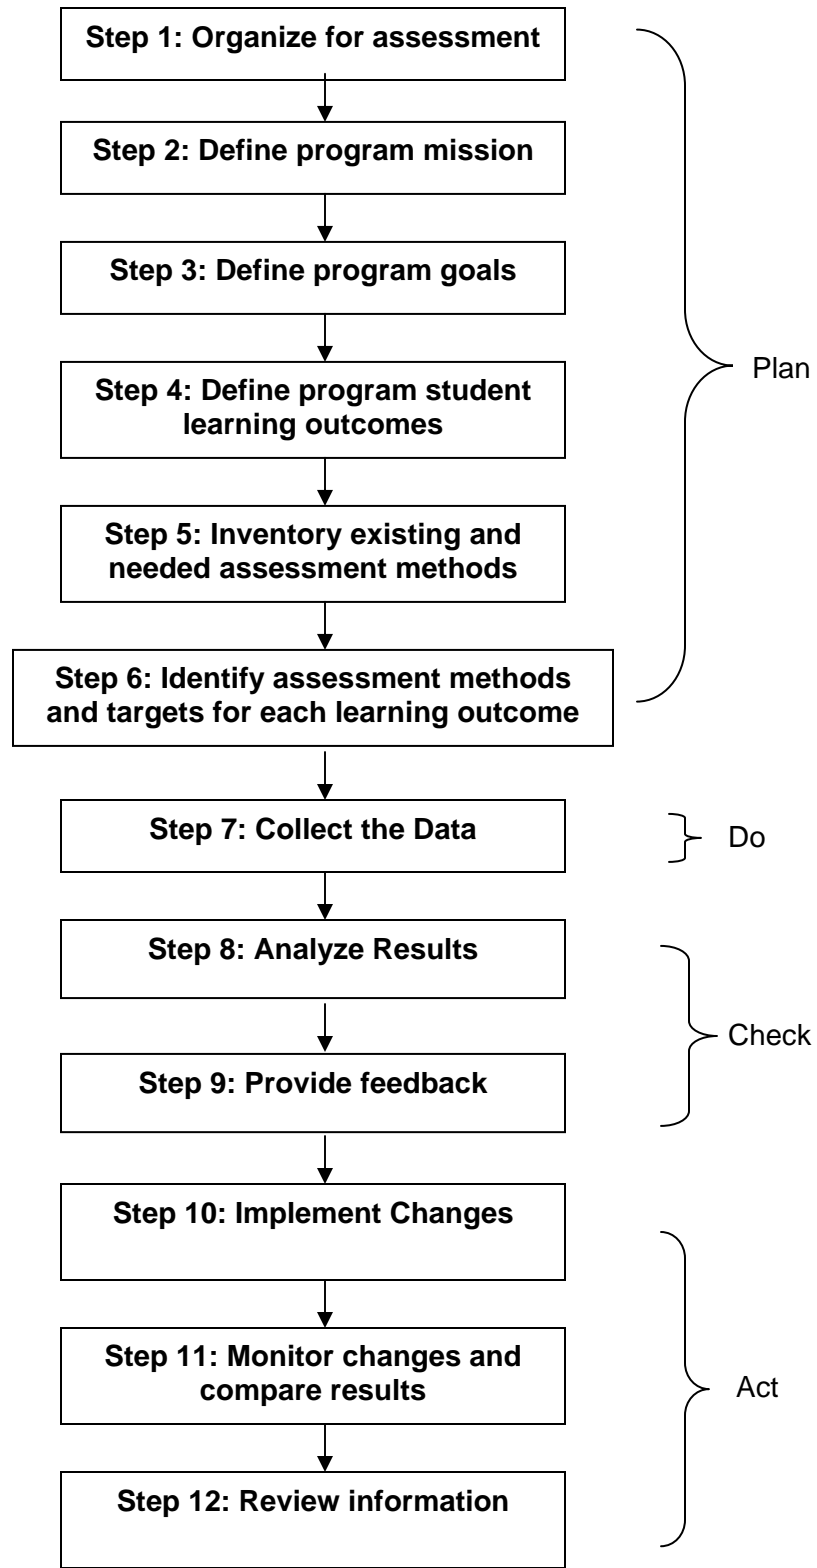 Step 1: Organize for assessment
Step 2: Define program mission
Step 3: Define program goals
Step 4: Define program student
learning outcomes
Step 5: Inventory existing and
needed assessment methods
Step 6: Identify assessment methods
and targets for each learning outcome
Plan
Step 7: Collect the Data
Do
Step 8: Analyze Results
Step 9: Provide feedback
Check
Step 10: Implement Changes
Step 11: Monitor changes and
compare results
Step 12: Review information
Act